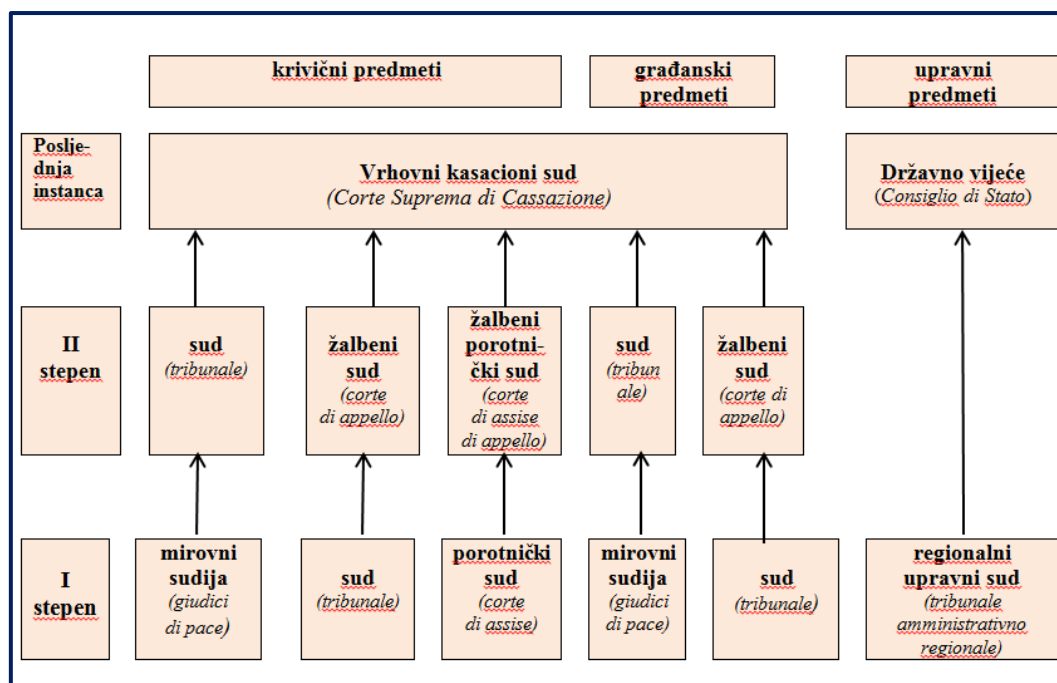 krivični predmeti
građanski
predmeti
upravni
predmeti
Poslje-
dnja
instanca
Vrhovni kasacioni sud
(Corte Suprema di Cassazione)
Državno vijeće
(Consiglio di Stato)
II
stepen
sud
(tribunale)
žalbeni
sud
(corte
di appello)
žalbeni
porotni-
čki sud
(corte
di assise
di appello)
sud
(tribun
ale)
žalbeni
sud
(corte di
appello)
I
stepen
mirovni
sudija
(giudici
di pace)
sud
(tribunale)
porotnički
sud
(corte
di assise)
mirovni
sudija
(giudici
di pace)
sud
(tribunale)
regionalni
upravni sud
(tribunale
amministrativno
regionale)